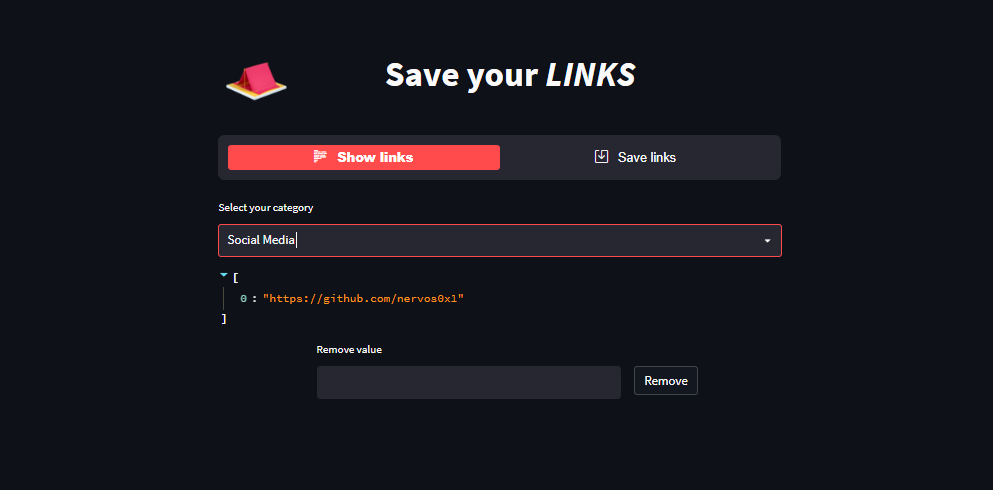 Save your LINKS
Show links
Save links
Select your category
Social Media
[
0 : "https://github.com/nervos0x1"
]
Remove value
Remove